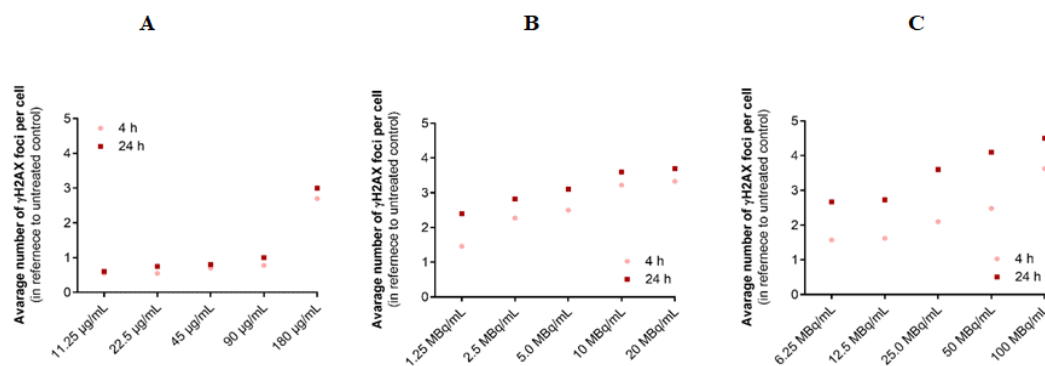 A
B
C
Avarage number of γH2AX foci per cell
(in refernece to untreated control)
5
4
3
2
1
0
4 h
24 h
11.25 µg/mL
22.5 µg/mL
45 µg/mL
90 µg/mL
180 µg/mL
Avarage number of γH2AX foci per cell
(in refernece to untreated control)
5
4
3
2
1
0
4 h
24 h
1.25 MBq/mL
2.5 MBq/mL
5.0 MBq/mL
10 MBq/mL
20 MBq/mL
Avarage number of γH2AX foci per cell
(in refernece to untreated control)
5
4
3
2
1
0
4 h
24 h
6.25 MBq/mL
12.5 MBq/mL
25.0 MBq/mL
50 MBq/mL
100 MBq/mL